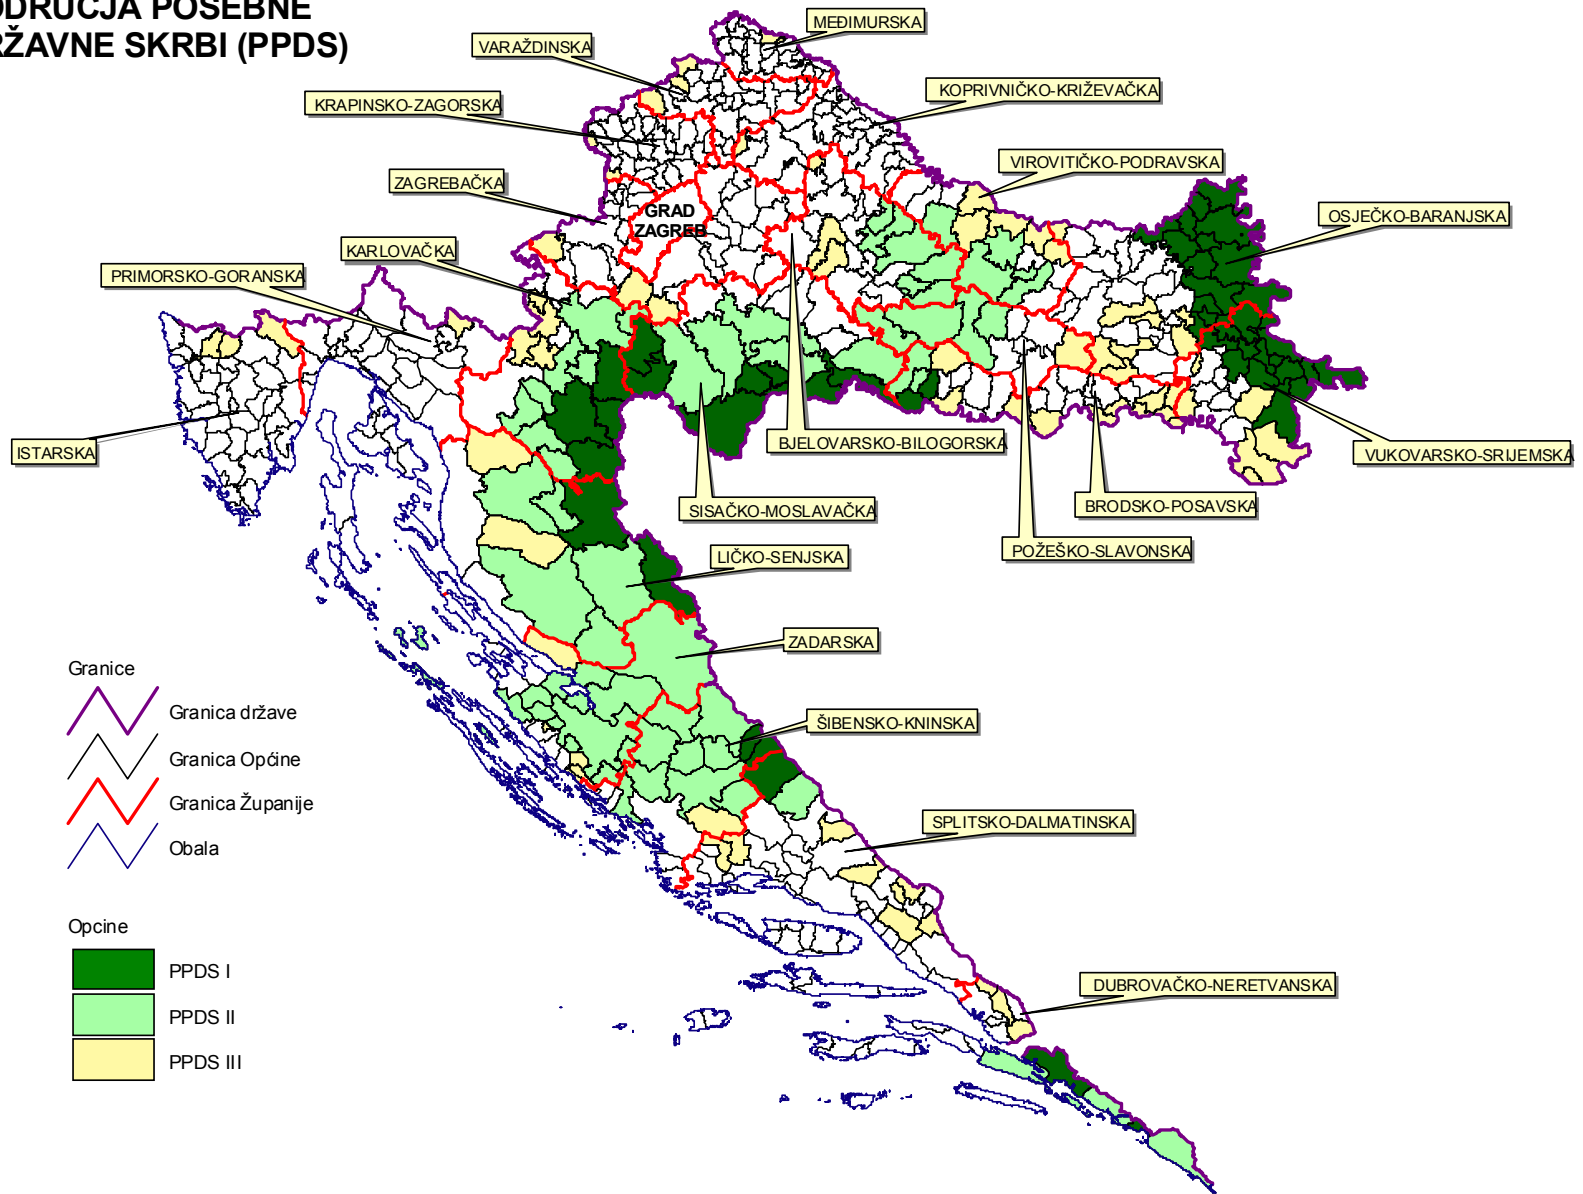 ODRUČJA POSEBNE
RŽAVNE SKRBI (PPDS)
MEĐIMURSKA
VARAŽDINSKA
KOPRIVNIČKO-KRIŽEVAČKA
KRAPINSKO-ZAGORSKA
VIROVITIČKO-PODRAVSKA
ZAGREBAČKA
GRAD
ZAGREB
OSJEČKO-BARANJSKA
KARLOVAČKA
PRIMORSKO-GORANSKA
ISTARSKA
BJELOVARSKO-BILOGORSKA
VUKOVARSKO-SRIJEMSKA
SISAČKO-MOSLAVAČKA
BRODSKO-POSAVSKA
POŽEŠKO-SLAVONSKA
LIČKO-SENJSKA
ZADARSKA
ŠIBENSKO-KNINSKA
SPLITSKO-DALMATINSKA
DUBROVAČKO-NERETVANSKA
Granice
Granica države
Granica Općine
Granica Županije
Obala
Opcine
PPDS I
PPDS II
PPDS III